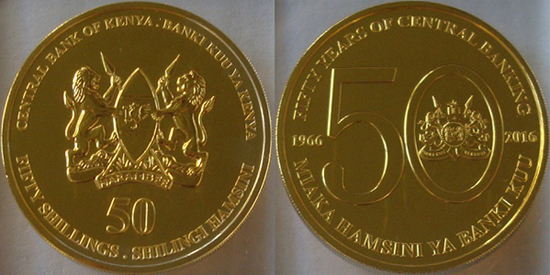 CENTRAL BANK OF KENYA . BANKI KUU YA KENYA
HARAMBEE
50
FIFTY SHILLINGS . SHILINGI HAMSINI
FIFTY YEARS OF CENTRAL BANKING
50
1966
2016
MIAKA HAMSINI YA BANKI KUU